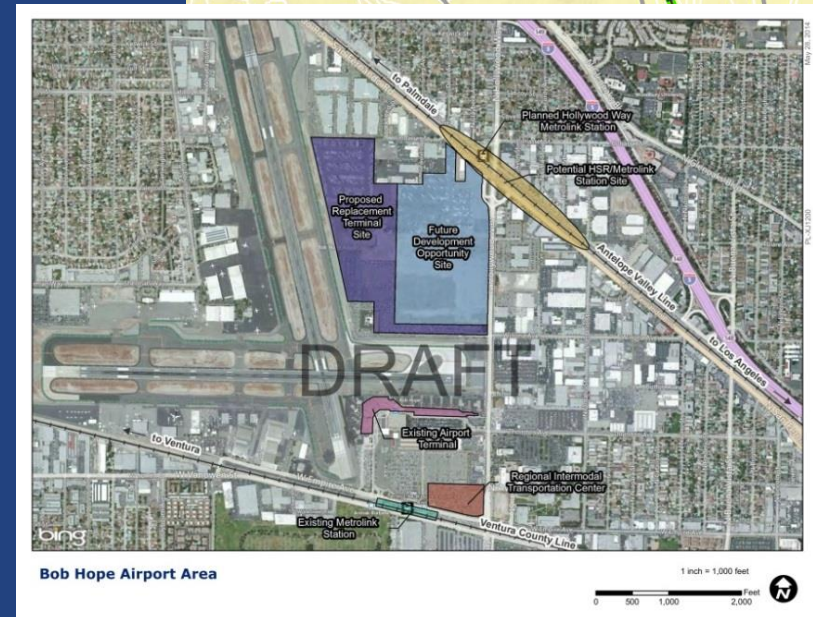 May 28, 2014
to Palmdale
Planned Hollywood Way
Metrolink Station
Potential HSR/Metrolink
Station Site
Proposed
Replacement
Terminal
Site
Future
Development
Opportunity
Site
Antelope Valley Line
to Los Angeles
DRAFT
Existing Airport
Terminal
to Ventura
Regional Intermodal
Transportation Center
Existing Metrolink
Station
Ventura County Line
bing
Bob Hope Airport Area
1 inch = 1,000 feet
Feet
0 500 1,000 2,000
N